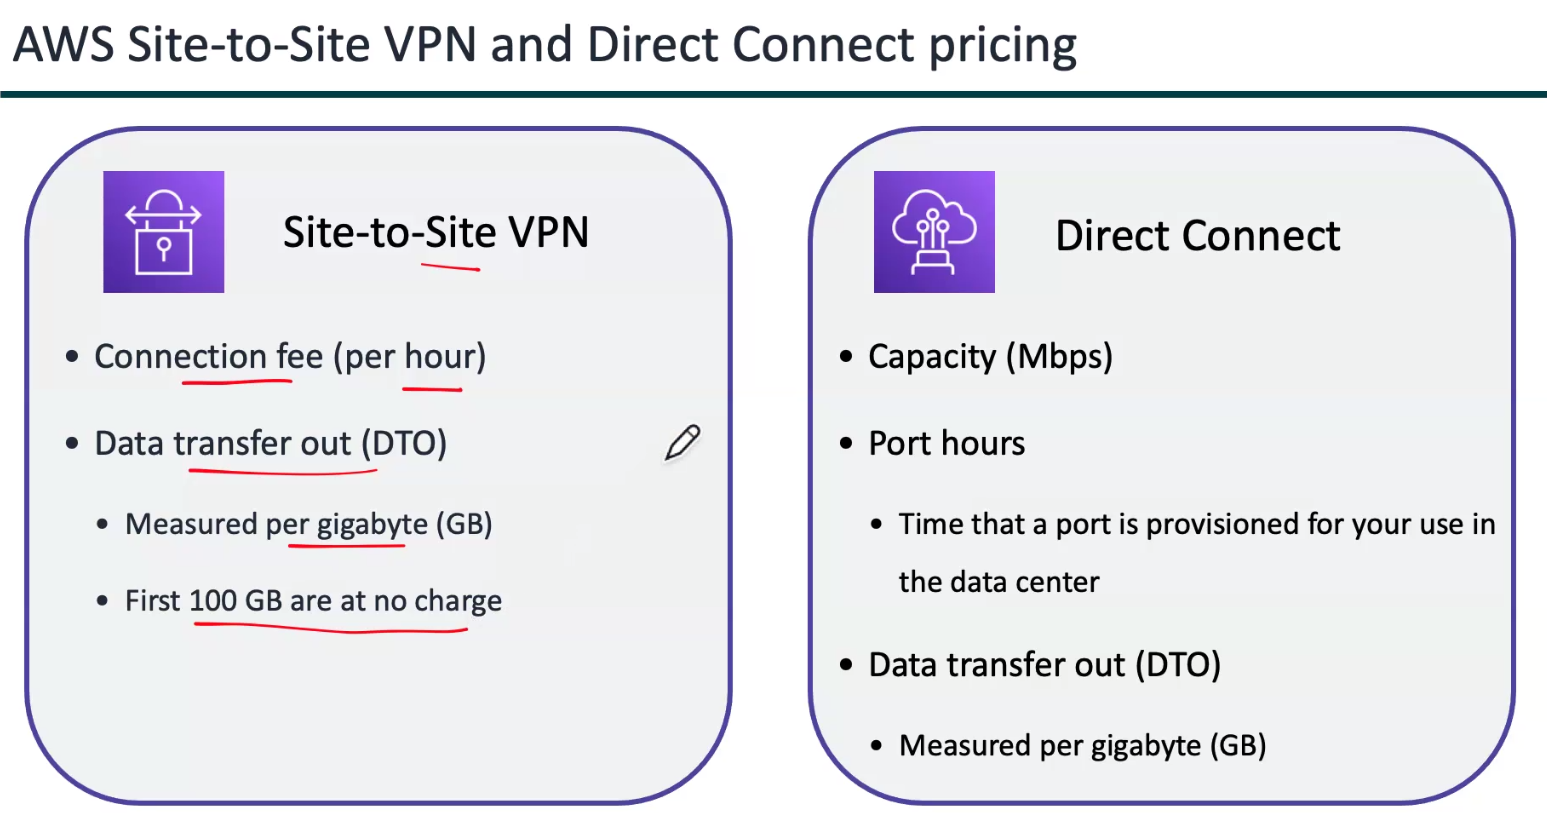 AWS Site-to-Site VPN and Direct Connect pricing
Site-to-Site VPN
• Connection fee (per hour)
• Data transfer out (DTO)
• Measured per gigabyte (GB)
• First 100 GB are at no charge
Direct Connect
• Capacity (Mbps)
• Port hours
• Time that a port is provisioned for your use in
the data center
• Data transfer out (DTO)
• Measured per gigabyte (GB)